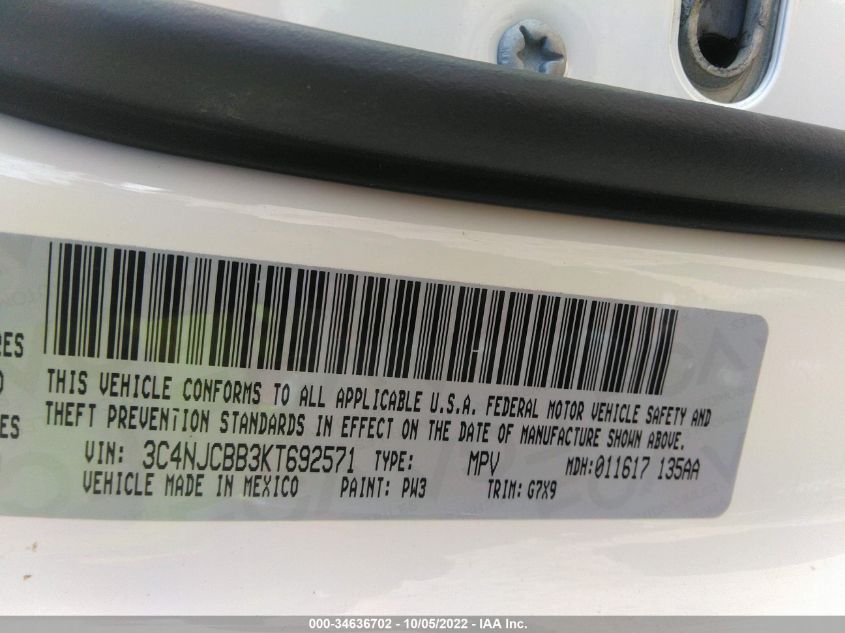 RES
THIS VEHICLE CONFORMS TO ALL APPLICABLE U.S.A. FEDERAL MOTOR VEHICLE SAFETY AND
THEFT PREVENTION STANDARDS IN EFFECT ON THE DATE OF MANUFACTURE SHOWN ABOVE.
ES
VIN: 3C4NJCBB3KT692571 TYPE: MPV MDH:011617 135AA
VEHICLE MADE IN MEXICO PAINT: PW3 TRIM: G7X9
000-34636702 - 10/05/2022 - IAA Inc.